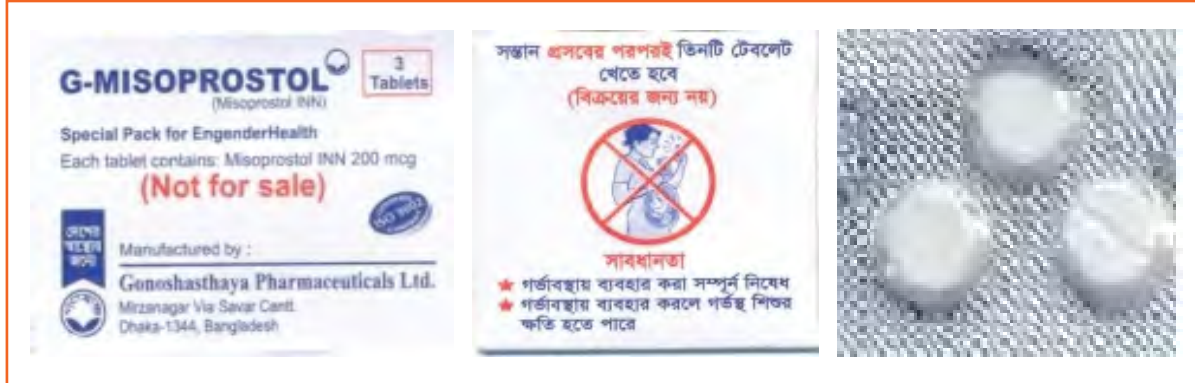 G-MISOPROSTOL
3
Tablets
(Misoprostol INN)
Special Pack for EngenderHealth
Each tablet contains: Misoprostol INN 200 mcg
(Not for sale)
Manufactured by :
Gonoshasthaya Pharmaceuticals Ltd.
Mirzanagar Via Savar Cantt.
Dhaka-1344, Bangladesh
সন্তান প্রসবের পরপরই তিনটি টেবলেট
খেতে হবে
(বিক্রয়ের জন্য নয়)
সাবধানতা
গর্ভাবস্থায় ব্যবহার করা সম্পূর্ন নিষেধ
গর্ভাবস্থায় ব্যবহার করলে গর্ভস্থ শিশুর
ক্ষতি হতে পারে